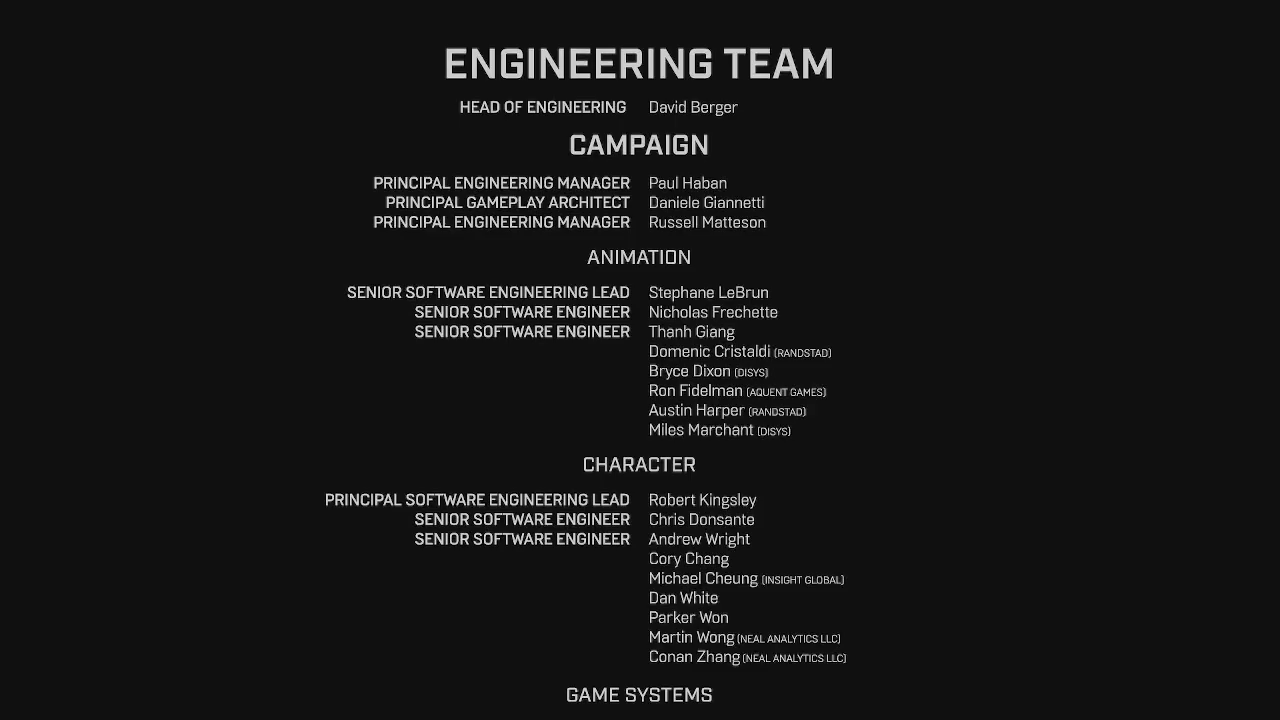 ENGINEERING TEAM
HEAD OF ENGINEERING David Berger
CAMPAIGN
PRINCIPAL ENGINEERING MANAGER Paul Haban
PRINCIPAL GAMEPLAY ARCHITECT Daniele Giannetti
PRINCIPAL ENGINEERING MANAGER Russell Matteson
ANIMATION
SENIOR SOFTWARE ENGINEERING LEAD Stephane LeBrun
SENIOR SOFTWARE ENGINEER Nicholas Frechette
SENIOR SOFTWARE ENGINEER Thanh Giang
Domenic Cristaldi (RANDSTAD)
Bryce Dixon (DISYS)
Ron Fidelman (AQUENT GAMES)
Austin Harper (RANDSTAD)
Miles Marchant (DISYS)
CHARACTER
PRINCIPAL SOFTWARE ENGINEERING LEAD Robert Kingsley
SENIOR SOFTWARE ENGINEER Chris Donsante
SENIOR SOFTWARE ENGINEER Andrew Wright
Cory Chang
Michael Cheung (INSIGHT GLOBAL)
Dan White
Parker Won
Martin Wong (NEAL ANALYTICS LLC)
Conan Zhang (NEAL ANALYTICS LLC)
GAME SYSTEMS